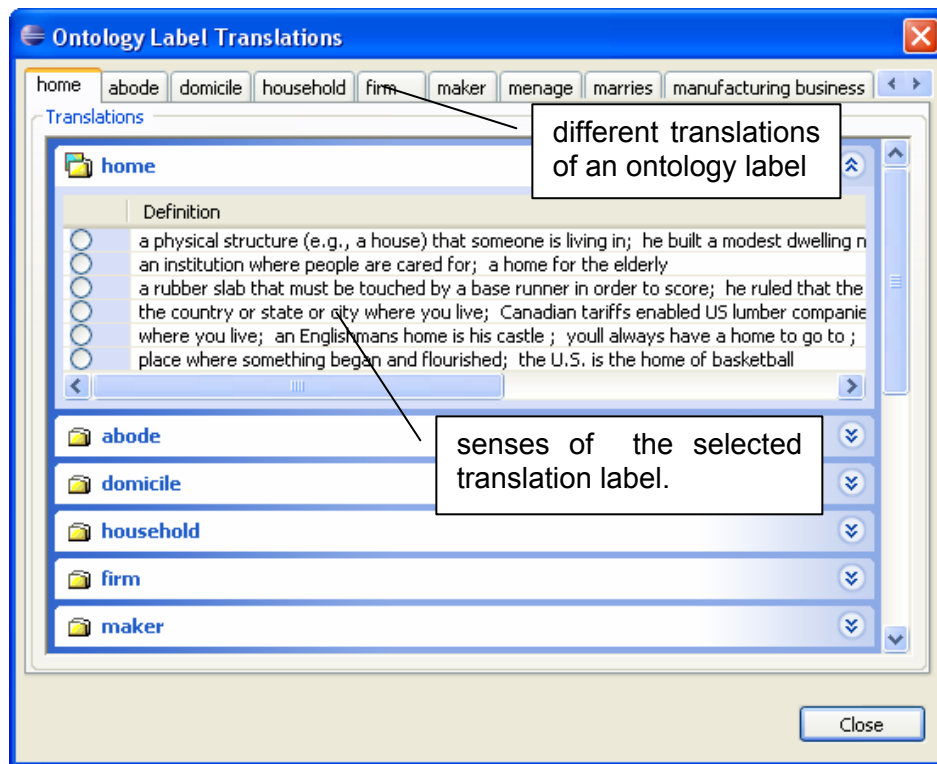 Ontology Label Translations
home abode domicile household firm maker menage marries manufacturing business
Translations
different translations
of an ontology label
home
Definition
a physical structure (e.g., a house) that someone is living in; he built a modest dwelling n
an institution where people are cared for; a home for the elderly
a rubber slab that must be touched by a base runner in order to score; he ruled that the
the country or state or city where you live; Canadian tariffs enabled US lumber companie
where you live; an Englishmans home is his castle ; youll always have a home to go to ;
place where something began and flourished; the U.S. is the home of basketball
abode
senses of the selected
translation label.
domicile
household
firm
maker
Close